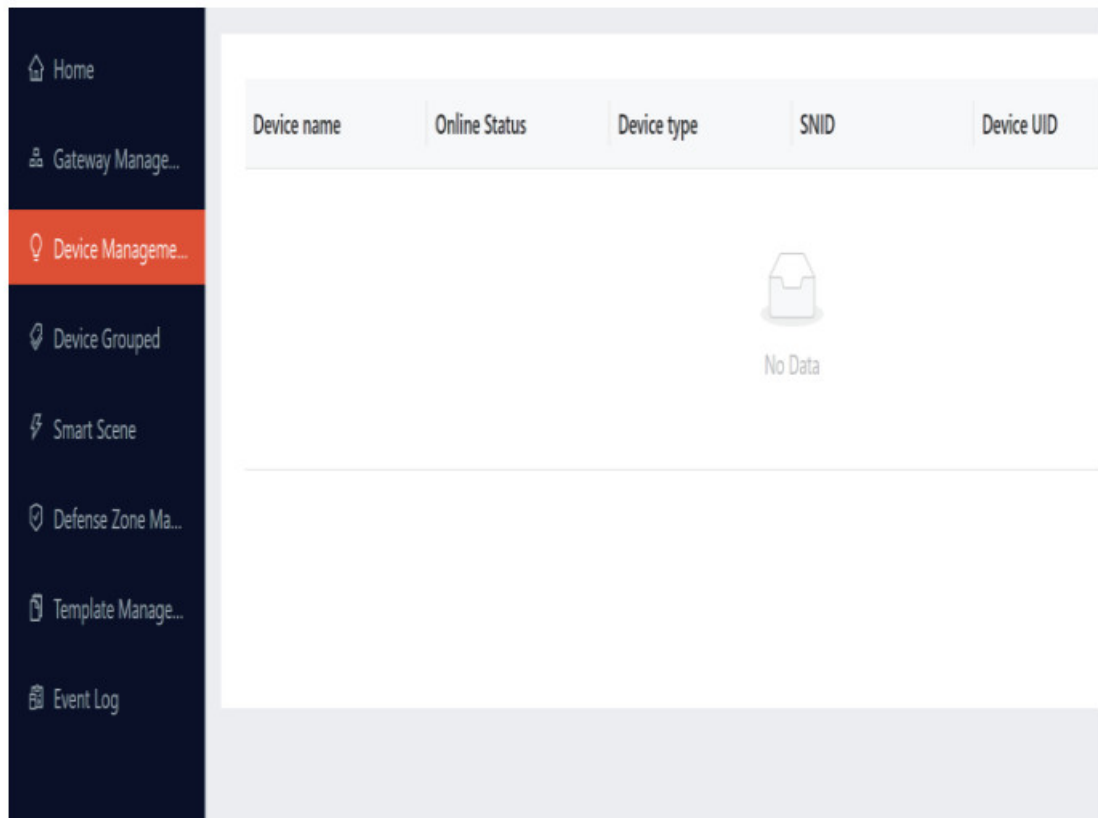 Home
Gateway Manage...
Device Manageme...
Device Grouped
Smart Scene
Defense Zone Ma...
Template Manage...
Event Log
Device name Online Status Device type SNID Device UID
No Data